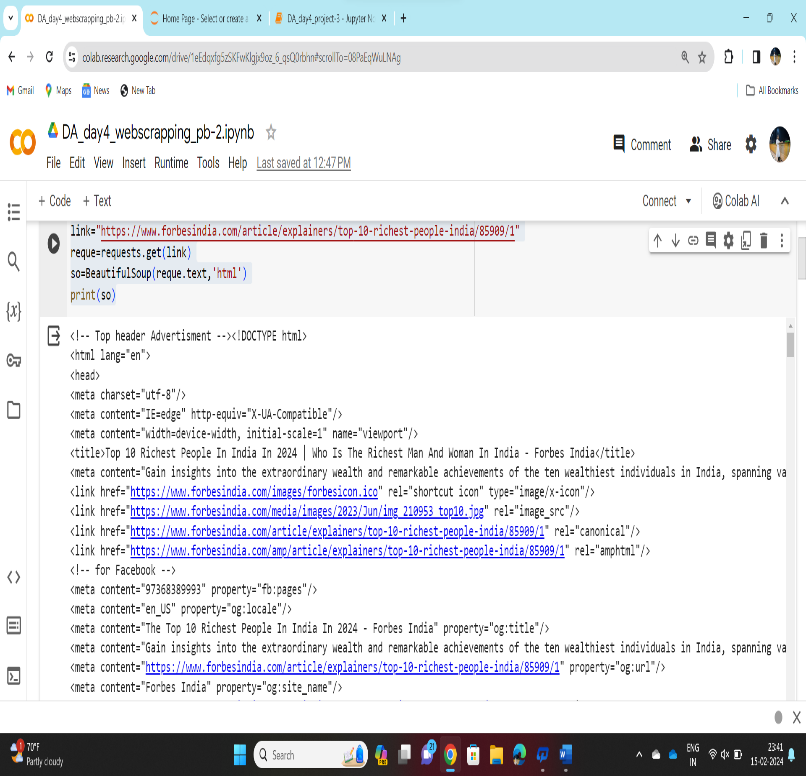 DA_day4_webscrapping_pb-2.i
Home Page - Select or create a
DA_day4_project-3 - Jupyter N
colab.research.google.com/drive/1eEdqxfg5zSKFwKlgjx9oz_6_qsQ0rbhn#scrollTo=08PaEqWuLNAg
Gmail
Maps
News
New Tab
All Bookmarks
DA_day4_webscrapping_pb-2.ipynb
File Edit View Insert Runtime Tools Help Last saved at 12:47 PM
Comment
Share
+ Code + Text
Connect
Colab AI
link="https://www.forbesindia.com/article/explainers/top-10-richest-people-india/85909/1"
reque=requests.get(link)
so=BeautifulSoup(reque.text,'html')
print(so)
<!-- Top header Advertisment --><!DOCTYPE html>
<html lang="en">
<head>
<meta charset="utf-8"/>
<meta content="IE=edge" http-equiv="X-UA-Compatible"/>
<meta content="width=device-width, initial-scale=1" name="viewport"/>
<title>Top 10 Richest People In India In 2024 | Who Is The Richest Man And Woman In India - Forbes India</title>
<meta content="Gain insights into the extraordinary wealth and remarkable achievements of the ten wealthiest individuals in India, spanning va
<link href="https://www.forbesindia.com/images/forbesicon.ico" rel="shortcut icon" type="image/x-icon"/>
<link href="https://www.forbesindia.com/media/images/2023/Jun/img_210953_top10.jpg" rel="image_src"/>
<link href="https://www.forbesindia.com/article/explainers/top-10-richest-people-india/85909/1" rel="canonical"/>
<link href="https://www.forbesindia.com/amp/article/explainers/top-10-richest-people-india/85909/1" rel="amphtml"/>
<!-- for Facebook -->
<meta content="97368389993" property="fb:pages"/>
<meta content="en_US" property="og:locale"/>
<meta content="The Top 10 Richest People In India In 2024 - Forbes India" property="og:title"/>
<meta content="Gain insights into the extraordinary wealth and remarkable achievements of the ten wealthiest individuals in India, spanning va
<meta content="https://www.forbesindia.com/article/explainers/top-10-richest-people-india/85909/1" property="og:url"/>
<meta content="Forbes India" property="og:site_name"/>
70°F
Partly cloudy
Search
ENG
IN
23:41
15-02-2024